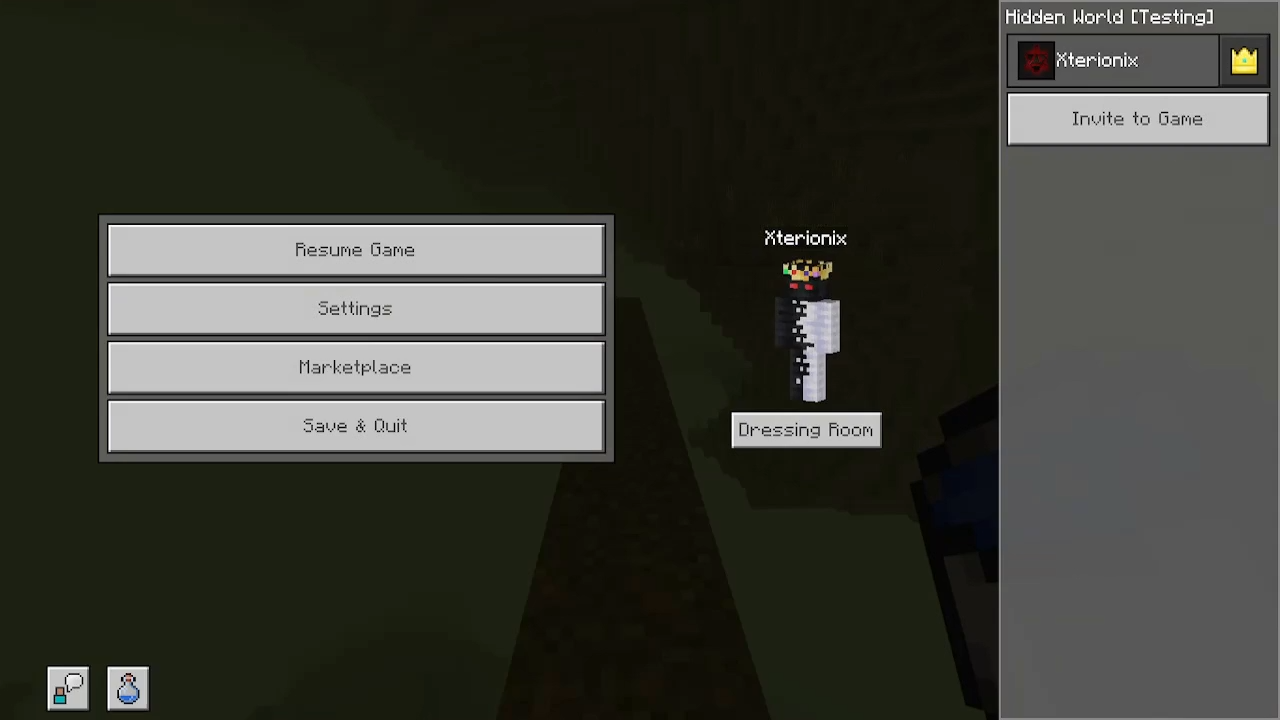 Hidden World [Testing]
Xterionix
Invite to Game
Resume Game
Settings
Marketplace
Save & Quit
Xterionix
Dressing Room